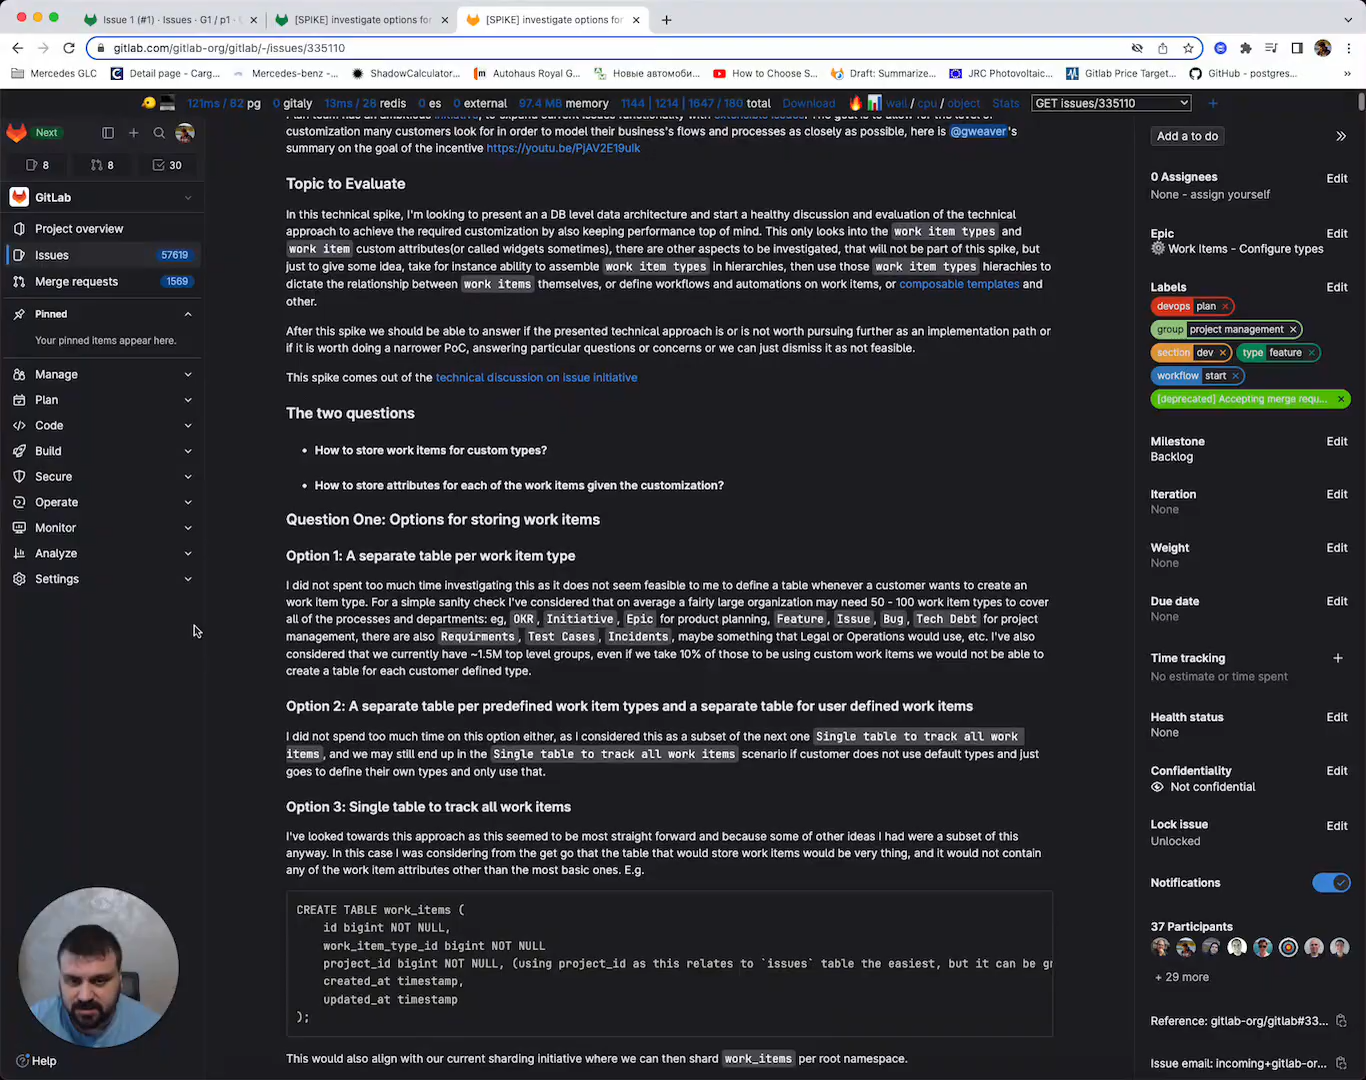 Issue 1 (#1) · Issues · G1 / p1 ·
[SPIKE] investigate options for
[SPIKE] investigate options for
gitlab.com/gitlab-org/gitlab/-/issues/335110
Mercedes GLC
Detail page - Carg...
Mercedes-benz -...
ShadowCalculator...
Autohaus Royal G...
Новые автомоби...
How to Choose S...
Draft: Summarize...
JRC Photovoltaic...
Gitlab Price Target...
GitHub - postgres...
121ms / 82 pg
0 gitaly
13ms / 28 redis
0 es
0 external
97.4 MB memory
1144 | 1214 | 1647 / 180 total
Download
wall / cpu / object
Stats
GET issues/335110
Next
8
8
30
GitLab
Project overview
Issues 57619
Merge requests 1569
Pinned
Your pinned items appear here.
Manage
Plan
Code
Build
Secure
Operate
Monitor
Analyze
Settings
Help
Plan team has an ambitious initiative, to expand current issues functionality with extensible issues. The goal is to allow for the level of
customization many customers look for in order to model their business's flows and processes as closely as possible, here is @gweaver's
summary on the goal of the incentive https://youtu.be/PjAV2E19ulk
Topic to Evaluate
In this technical spike, I'm looking to present an a DB level data architecture and start a healthy discussion and evaluation of the technical
approach to achieve the required customization by also keeping performance top of mind. This only looks into the work item types and
work item custom attributes(or called widgets sometimes), there are other aspects to be investigated, that will not be part of this spike, but
just to give some idea, take for instance ability to assemble work item types in hierarchies, then use those work item types hierachies to
dictate the relationship between work items themselves, or define workflows and automations on work items, or composable templates and
other.
After this spike we should be able to answer if the presented technical approach is or is not worth pursuing further as an implementation path or
if it is worth doing a narrower PoC, answering particular questions or concerns or we can just dismiss it as not feasible.
This spike comes out of the technical discussion on issue initiative
The two questions
• How to store work items for custom types?
• How to store attributes for each of the work items given the customization?
Question One: Options for storing work items
Option 1: A separate table per work item type
I did not spent too much time investigating this as it does not seem feasible to me to define a table whenever a customer wants to create an
work item type. For a simple sanity check I've considered that on average a fairly large organization may need 50 - 100 work item types to cover
all of the processes and departments: eg, OKR, Initiative, Epic for product planning, Feature, Issue, Bug, Tech Debt for project
management, there are also Requirments, Test Cases, Incidents, maybe something that Legal or Operations would use, etc. I've also
considered that we currently have ~1.5M top level groups, even if we take 10% of those to be using custom work items we would not be able to
create a table for each customer defined type.
Option 2: A separate table per predefined work item types and a separate table for user defined work items
I did not spend too much time on this option either, as I considered this as a subset of the next one Single table to track all work
items, and we may still end up in the Single table to track all work items scenario if customer does not use default types and just
goes to define their own types and only use that.
Option 3: Single table to track all work items
I've looked towards this approach as this seemed to be most straight forward and because some of other ideas I had were a subset of this
anyway. In this case I was considering from the get go that the table that would store work items would be very thing, and it would not contain
any of the work item attributes other than the most basic ones. E.g.
CREATE TABLE work_items (
id bigint NOT NULL,
work_item_type_id bigint NOT NULL
project_id bigint NOT NULL, (using project_id as this relates to `issues` table the easiest, but it can be
created_at timestamp,
updated_at timestamp
);
This would also align with our current sharding initiative where we can then shard work_items per root namespace.
Add a to do
0 Assignees Edit
None - assign yourself
Epic Edit
Work Items - Configure types
Labels Edit
devops plan
group project management
section dev
type feature
workflow start
[deprecated] Accepting merge requ...
Milestone Edit
Backlog
Iteration Edit
None
Weight Edit
None
Due date Edit
None
Time tracking
No estimate or time spent
Health status Edit
None
Confidentiality Edit
Not confidential
Lock issue Edit
Unlocked
Notifications
37 Participants
+ 29 more
Reference: gitlab-org/gitlab#33...
Issue email: incoming+gitlab-or...